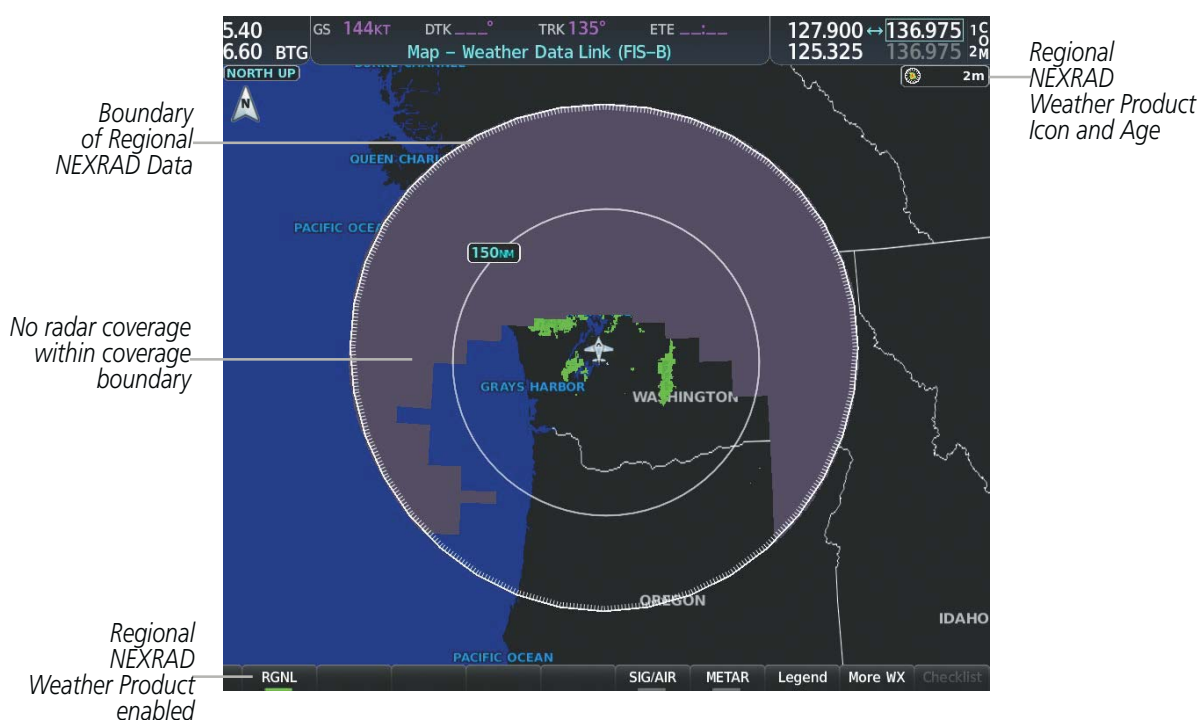 5.40 GS 144KT DTK ___° TRK 135° ETE __:__ 127.900 ↔ 136.975 1 C O M
6.60 BTG Map – Weather Data Link (FIS–B) 125.325 136.975 2
NORTH UP
2m
N
Regional
NEXRAD
Weather Product
Icon and Age
Boundary
of Regional
NEXRAD Data
QUEEN CHAR
PACIFIC OCEA
150NM
No radar coverage
within coverage
boundary
GRAYS HARBOR
WASHINGTON
OREGON
IDAHO
PACIFIC OCEAN
Regional
NEXRAD
Weather Product
enabled
RGNL SIG/AIR METAR Legend More WX Checklist